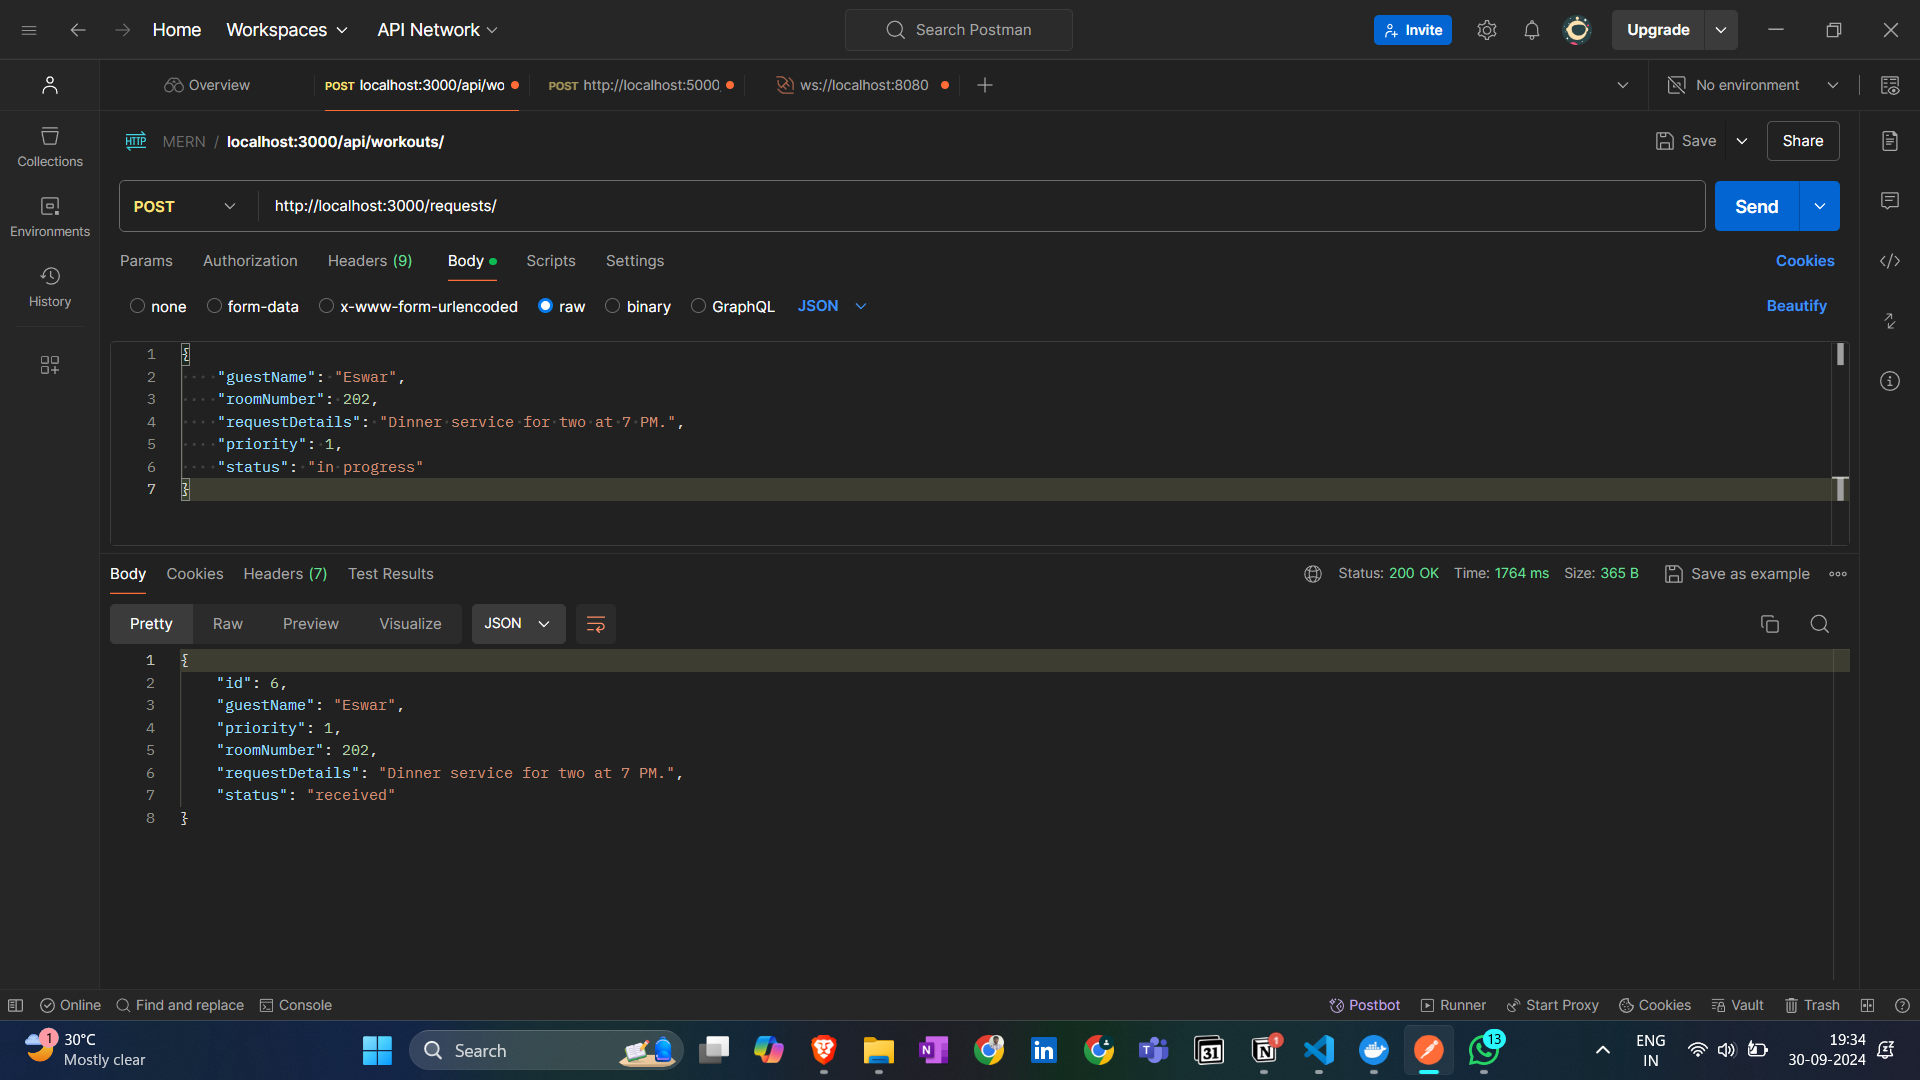 Home Workspaces API Network Search Postman Invite Upgrade
Overview POST localhost:3000/api/wo POST http://localhost:5000 ws://localhost:8080 No environment
HTTP MERN / localhost:3000/api/workouts/ Save Share
Collections
POST http://localhost:3000/requests/ Send
Environments
Params Authorization Headers (9) Body Scripts Settings Cookies
History
none form-data x-www-form-urlencoded raw binary GraphQL JSON Beautify
1 {
2 "guestName": "Eswar",
3 "roomNumber": 202,
4 "requestDetails": "Dinner service for two at 7 PM.",
5 "priority": 1,
6 "status": "in progress"
7 }
Body Cookies Headers (7) Test Results Status: 200 OK Time: 1764 ms Size: 365 B Save as example
Pretty Raw Preview Visualize JSON
1 {
2 "id": 6,
3 "guestName": "Eswar",
4 "priority": 1,
5 "roomNumber": 202,
6 "requestDetails": "Dinner service for two at 7 PM.",
7 "status": "received"
8 }
Online Find and replace Console Postbot Runner Start Proxy Cookies Vault Trash
1 30°C
Mostly clear
Search
31
1
13
ENG
IN
19:34
30-09-2024